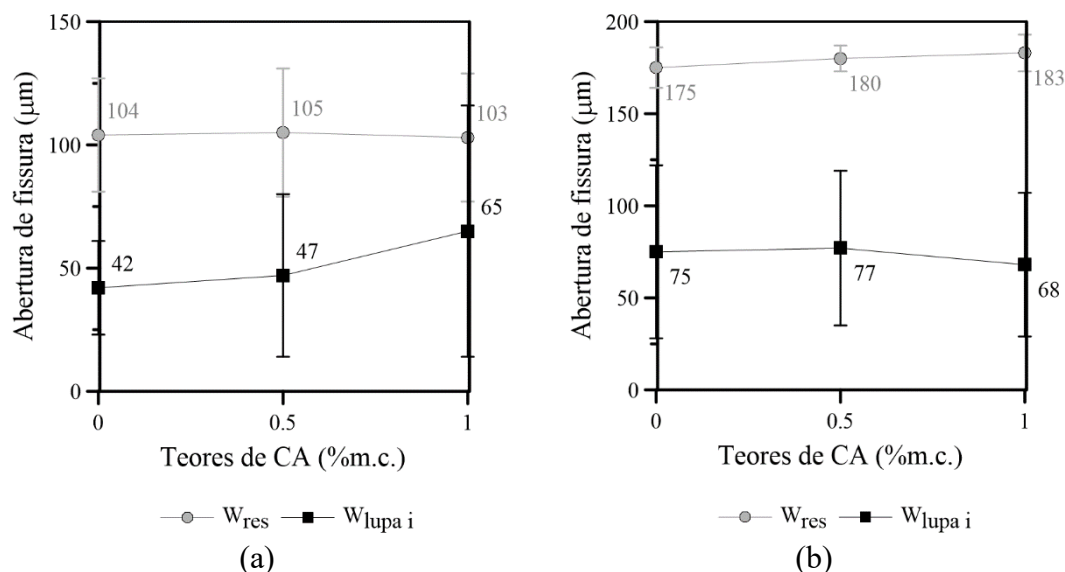 150
100
50
0
Abertura de fissura (μm)
104
105
103
42
47
65
0
0.5
1
Teores de CA (%m.c.)
Wres
Wlupa i
(a)
200
150
100
50
0
Abertura de fissura (μm)
175
180
183
75
77
68
0
0.5
1
Teores de CA (%m.c.)
Wres
Wlupa i
(b)